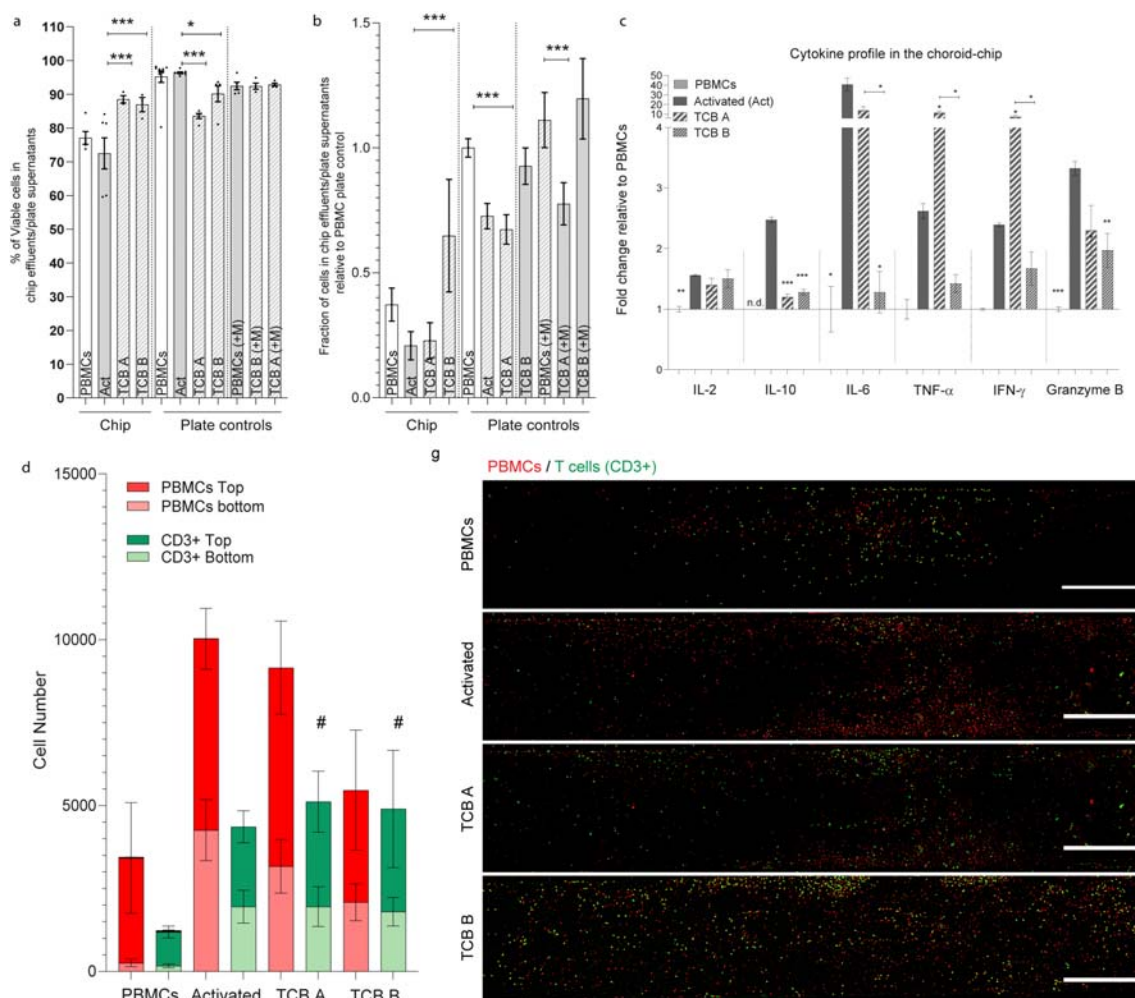 a
% of Viable cells in
chip effluents/plate supernatants
110
100
90
80
70
60
50
40
30
20
10
0
***
***
*
***
PBMCs
Act
TCB A
TCB B
PBMCs
Act
TCB A
TCB B
PBMCs (+M)
TCB B (+M)
TCB A (+M)
Chip
Plate controls
b
Fraction of cells in chip effluents/plate supernatants
relative to PBMC plate control
1.5
1.0
0.5
0.0
***
***
***
PBMCs
Act
TCB A
TCB B
PBMCs
Act
TCB A
TCB B
PBMCs (+M)
TCB A (+M)
TCB B (+M)
Chip
Plate controls
c
Cytokine profile in the choroid-chip
PBMCs
Activated (Act)
TCB A
TCB B
Fold change relative to PBMCs
50
40
30
20
10
4
3
2
1
0
**
n.d.
***
***
*
*
*
*
*
*
*
***
**
IL-2
IL-10
IL-6
TNF-α
IFN-γ
Granzyme B
d
Cell Number
15000
10000
5000
0
PBMCs Top
PBMCs bottom
CD3+ Top
CD3+ Bottom
#
#
PBMCs
Activated
TCB A
TCB B
g
PBMCs / T cells (CD3+)
PBMCs
Activated
TCB A
TCB B